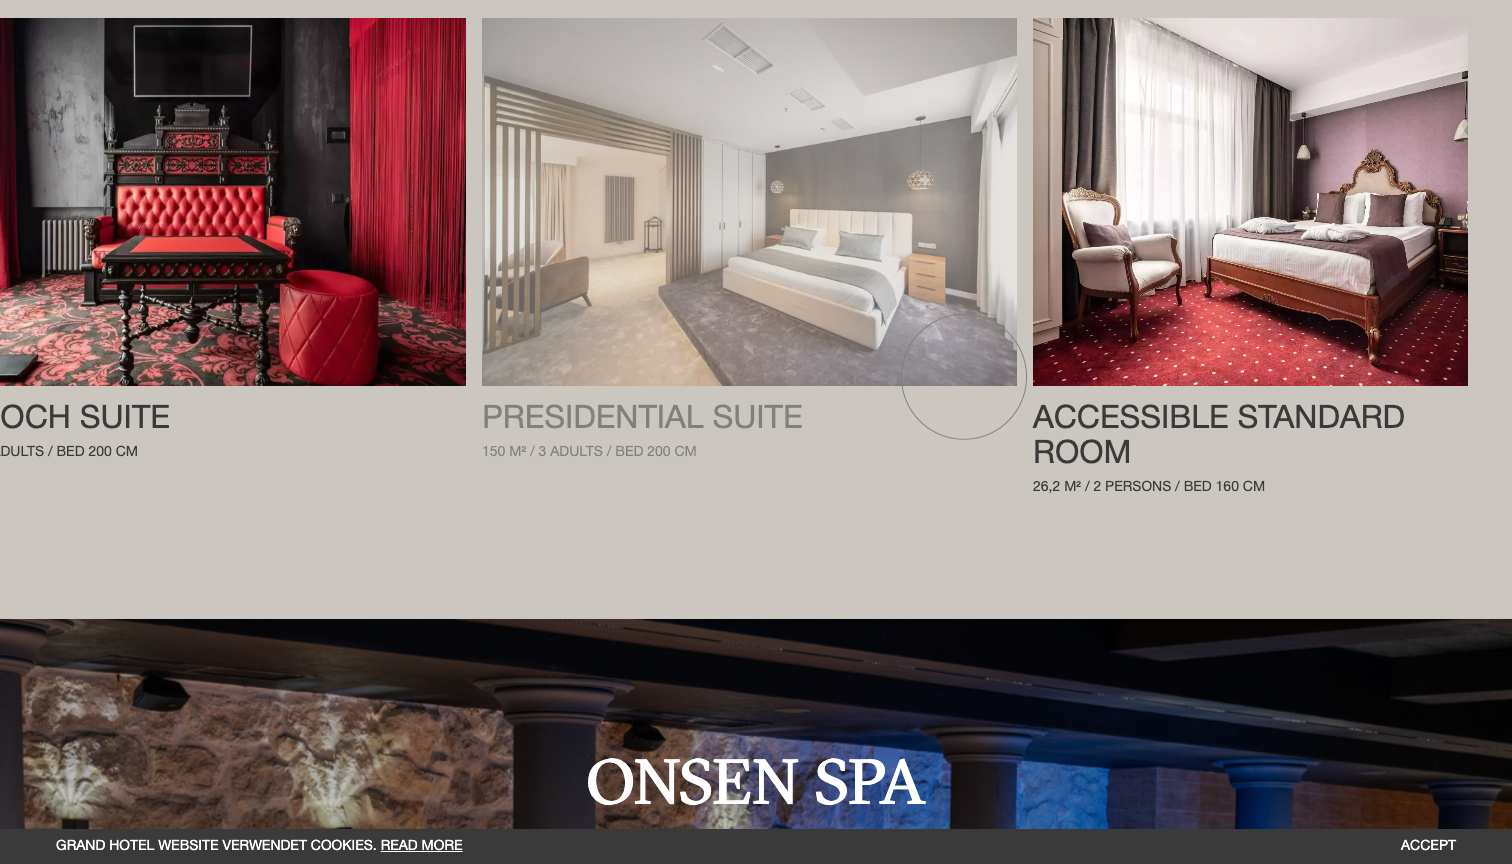 OCH SUITE
ADULTS / BED 200 CM
PRESIDENTIAL SUITE
150 M² / 3 ADULTS / BED 200 CM
ACCESSIBLE STANDARD
ROOM
26,2 M² / 2 PERSONS / BED 160 CM
ONSEN SPA
GRAND HOTEL WEBSITE VERWENDET COOKIES. READ MORE
ACCEPT